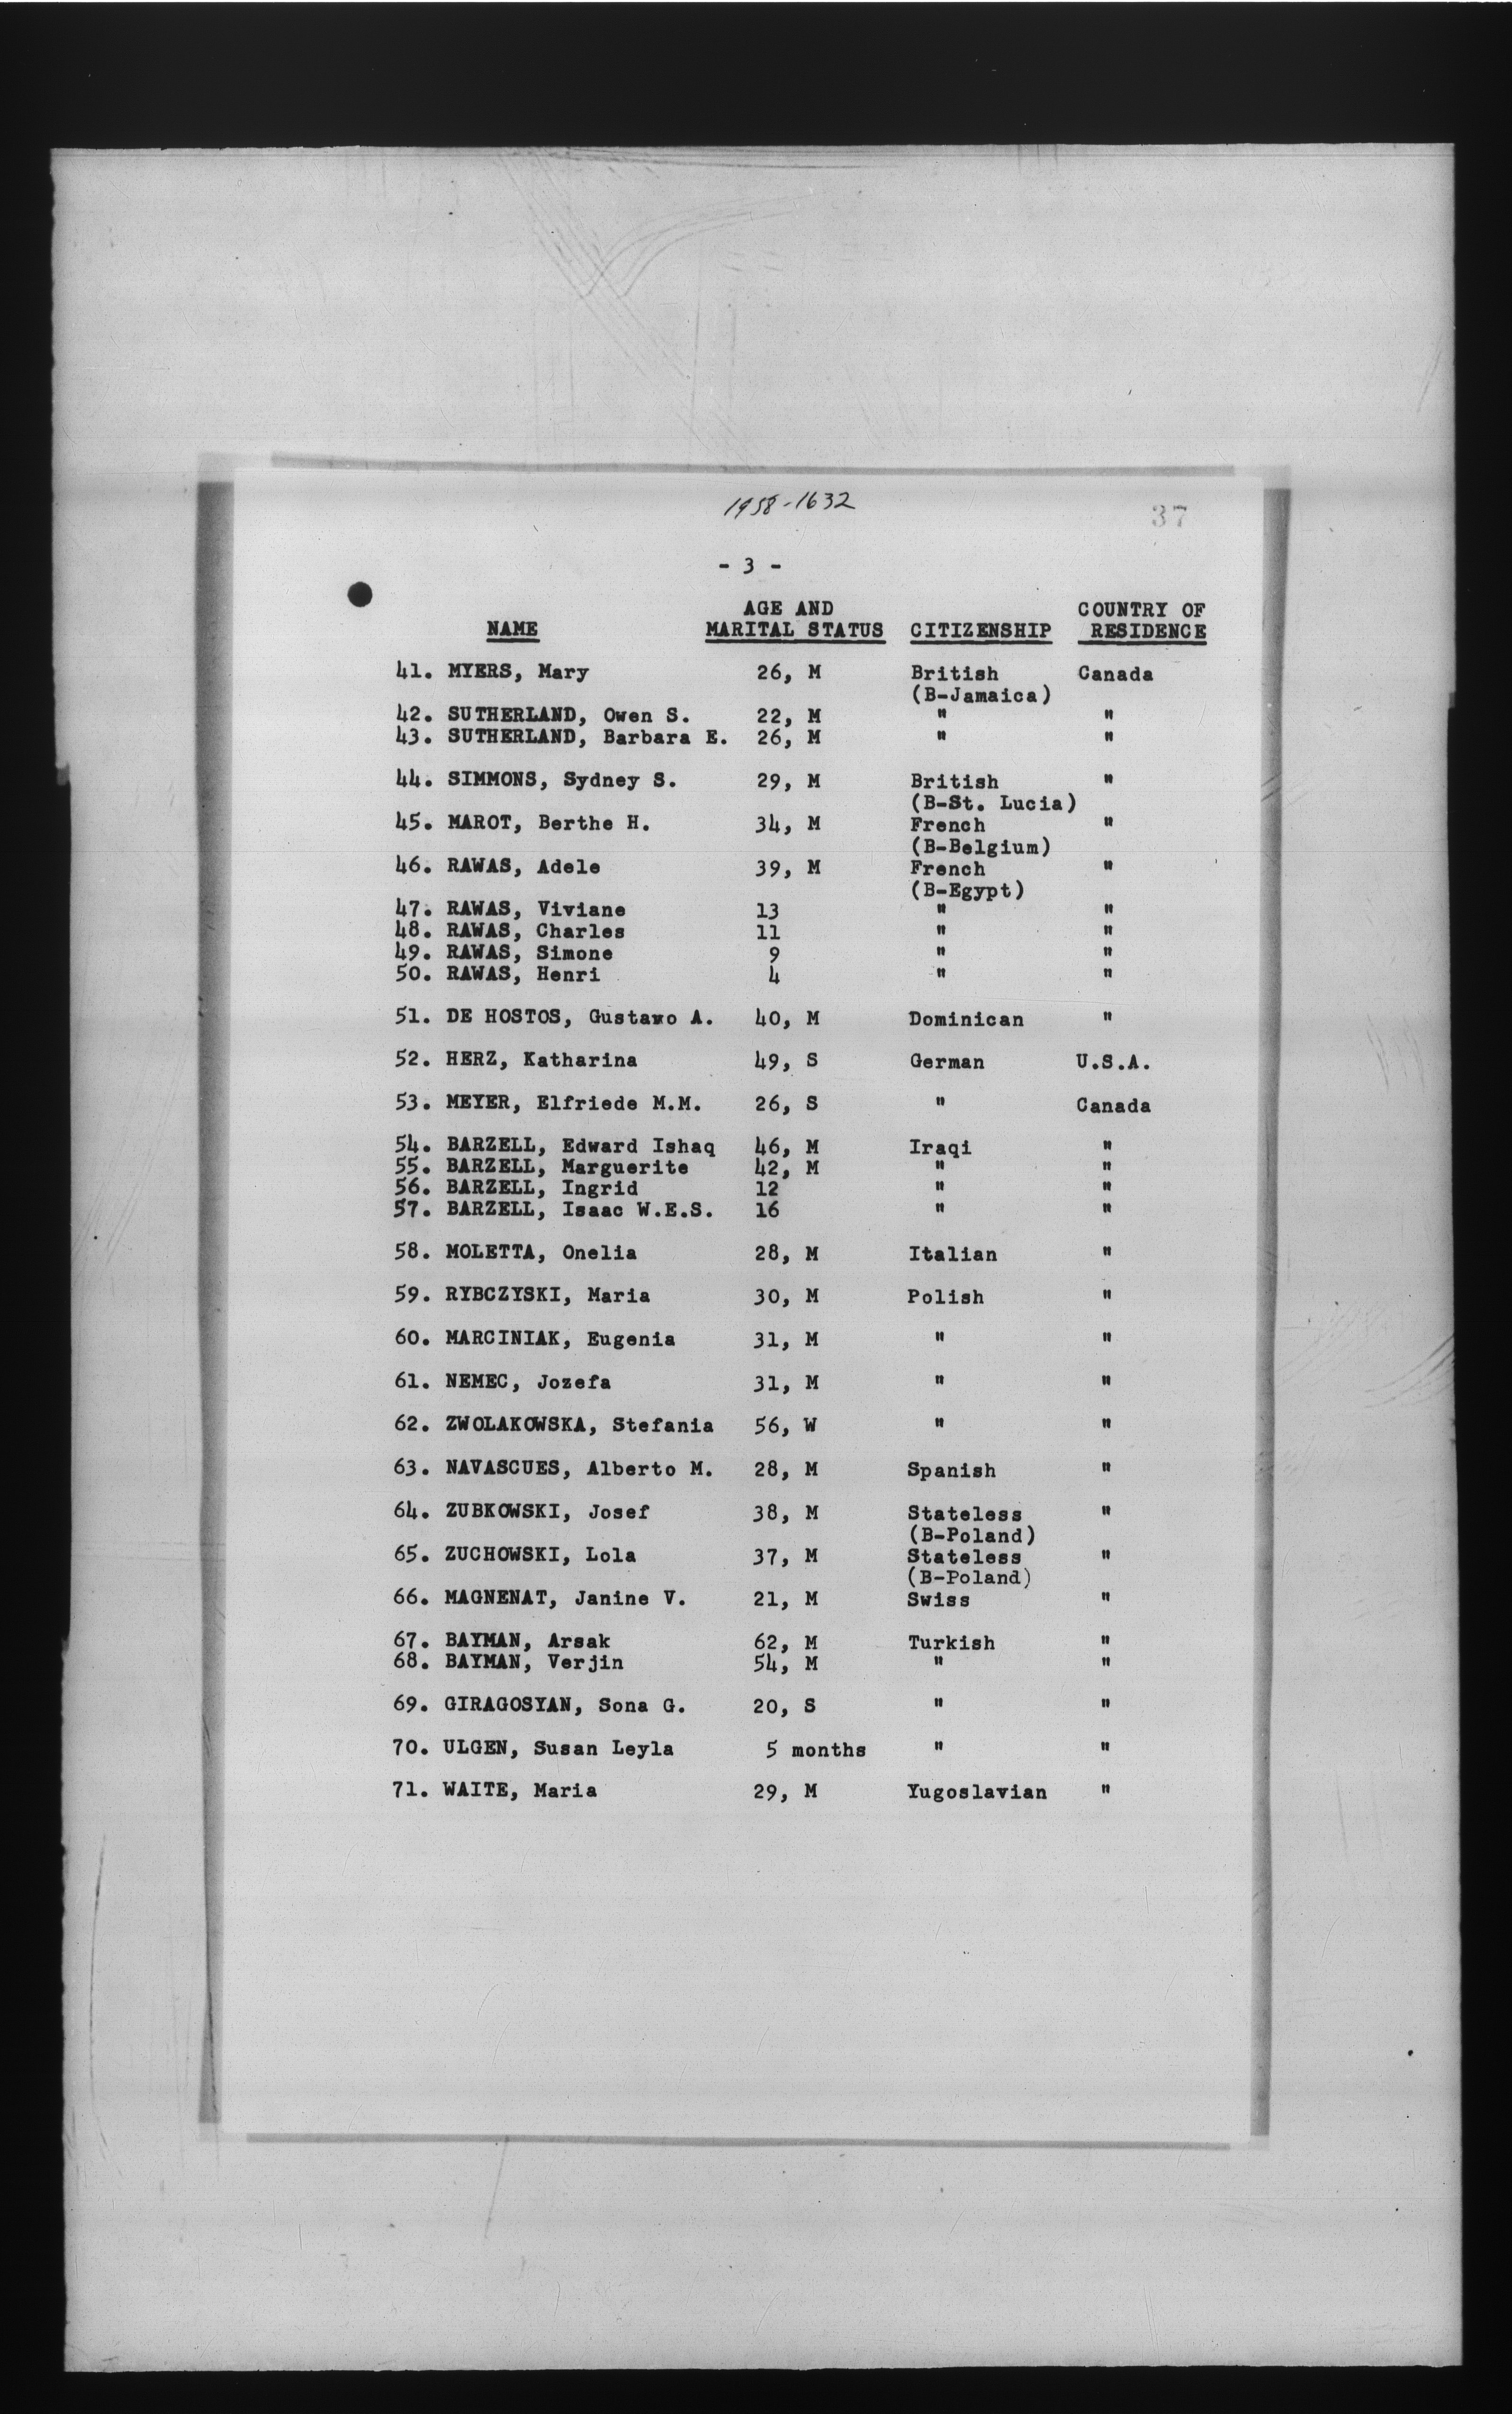 1958-1632
37
- 3 -
AGE AND COUNTRY OF
NAME MARITAL STATUS CITIZENSHIP RESIDENCE
41. MYERS, Mary 26, M British Canada
(B-Jamaica)
42. SUTHERLAND, Owen S. 22, M " "
43. SUTHERLAND, Barbara E. 26, M " "
44. SIMMONS, Sydney S. 29, M British "
(B-St. Lucia)
45. MAROT, Berthe H. 34, M French "
(B-Belgium)
46. RAWAS, Adele 39, M French "
(B-Egypt)
47. RAWAS, Viviane 13 " "
48. RAWAS, Charles 11 " "
49. RAWAS, Simone 9 " "
50. RAWAS, Henri 4 " "
51. DE HOSTOS, Gustavo A. 40, M Dominican "
52. HERZ, Katharina 49, S German U.S.A.
53. MEYER, Elfriede M.M. 26, S " Canada
54. BARZELL, Edward Ishaq 46, M Iraqi "
55. BARZELL, Marguerite 42, M " "
56. BARZELL, Ingrid 12 " "
57. BARZELL, Isaac W.E.S. 16 " "
58. MOLETTA, Onelia 28, M Italian "
59. RYBCZYSKI, Maria 30, M Polish "
60. MARCINIAK, Eugenia 31, M " "
61. NEMEC, Jozefa 31, M " "
62. ZWOLAKOWSKA, Stefania 56, W " "
63. NAVASCUES, Alberto M. 28, M Spanish "
64. ZUBKOWSKI, Josef 38, M Stateless "
(B-Poland)
65. ZUCHOWSKI, Lola 37, M Stateless "
(B-Poland)
66. MAGNENAT, Janine V. 21, M Swiss "
67. BAYMAN, Arsak 62, M Turkish "
68. BAYMAN, Verjin 54, M " "
69. GIRAGOSYAN, Sona G. 20, S " "
70. ULGEN, Susan Leyla 5 months " "
71. WAITE, Maria 29, M Yugoslavian "